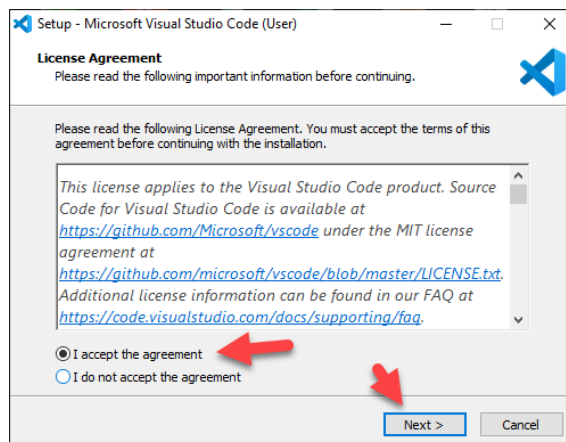 Setup - Microsoft Visual Studio Code (User)
License Agreement
Please read the following important information before continuing.
Please read the following License Agreement. You must accept the terms of this
agreement before continuing with the installation.
This license applies to the Visual Studio Code product. Source
Code for Visual Studio Code is available at
https://github.com/Microsoft/vscode under the MIT license
agreement at
https://github.com/microsoft/vscode/blob/master/LICENSE.txt.
Additional license information can be found in our FAQ at
https://code.visualstudio.com/docs/supporting/faq.
I accept the agreement
I do not accept the agreement
Next > Cancel